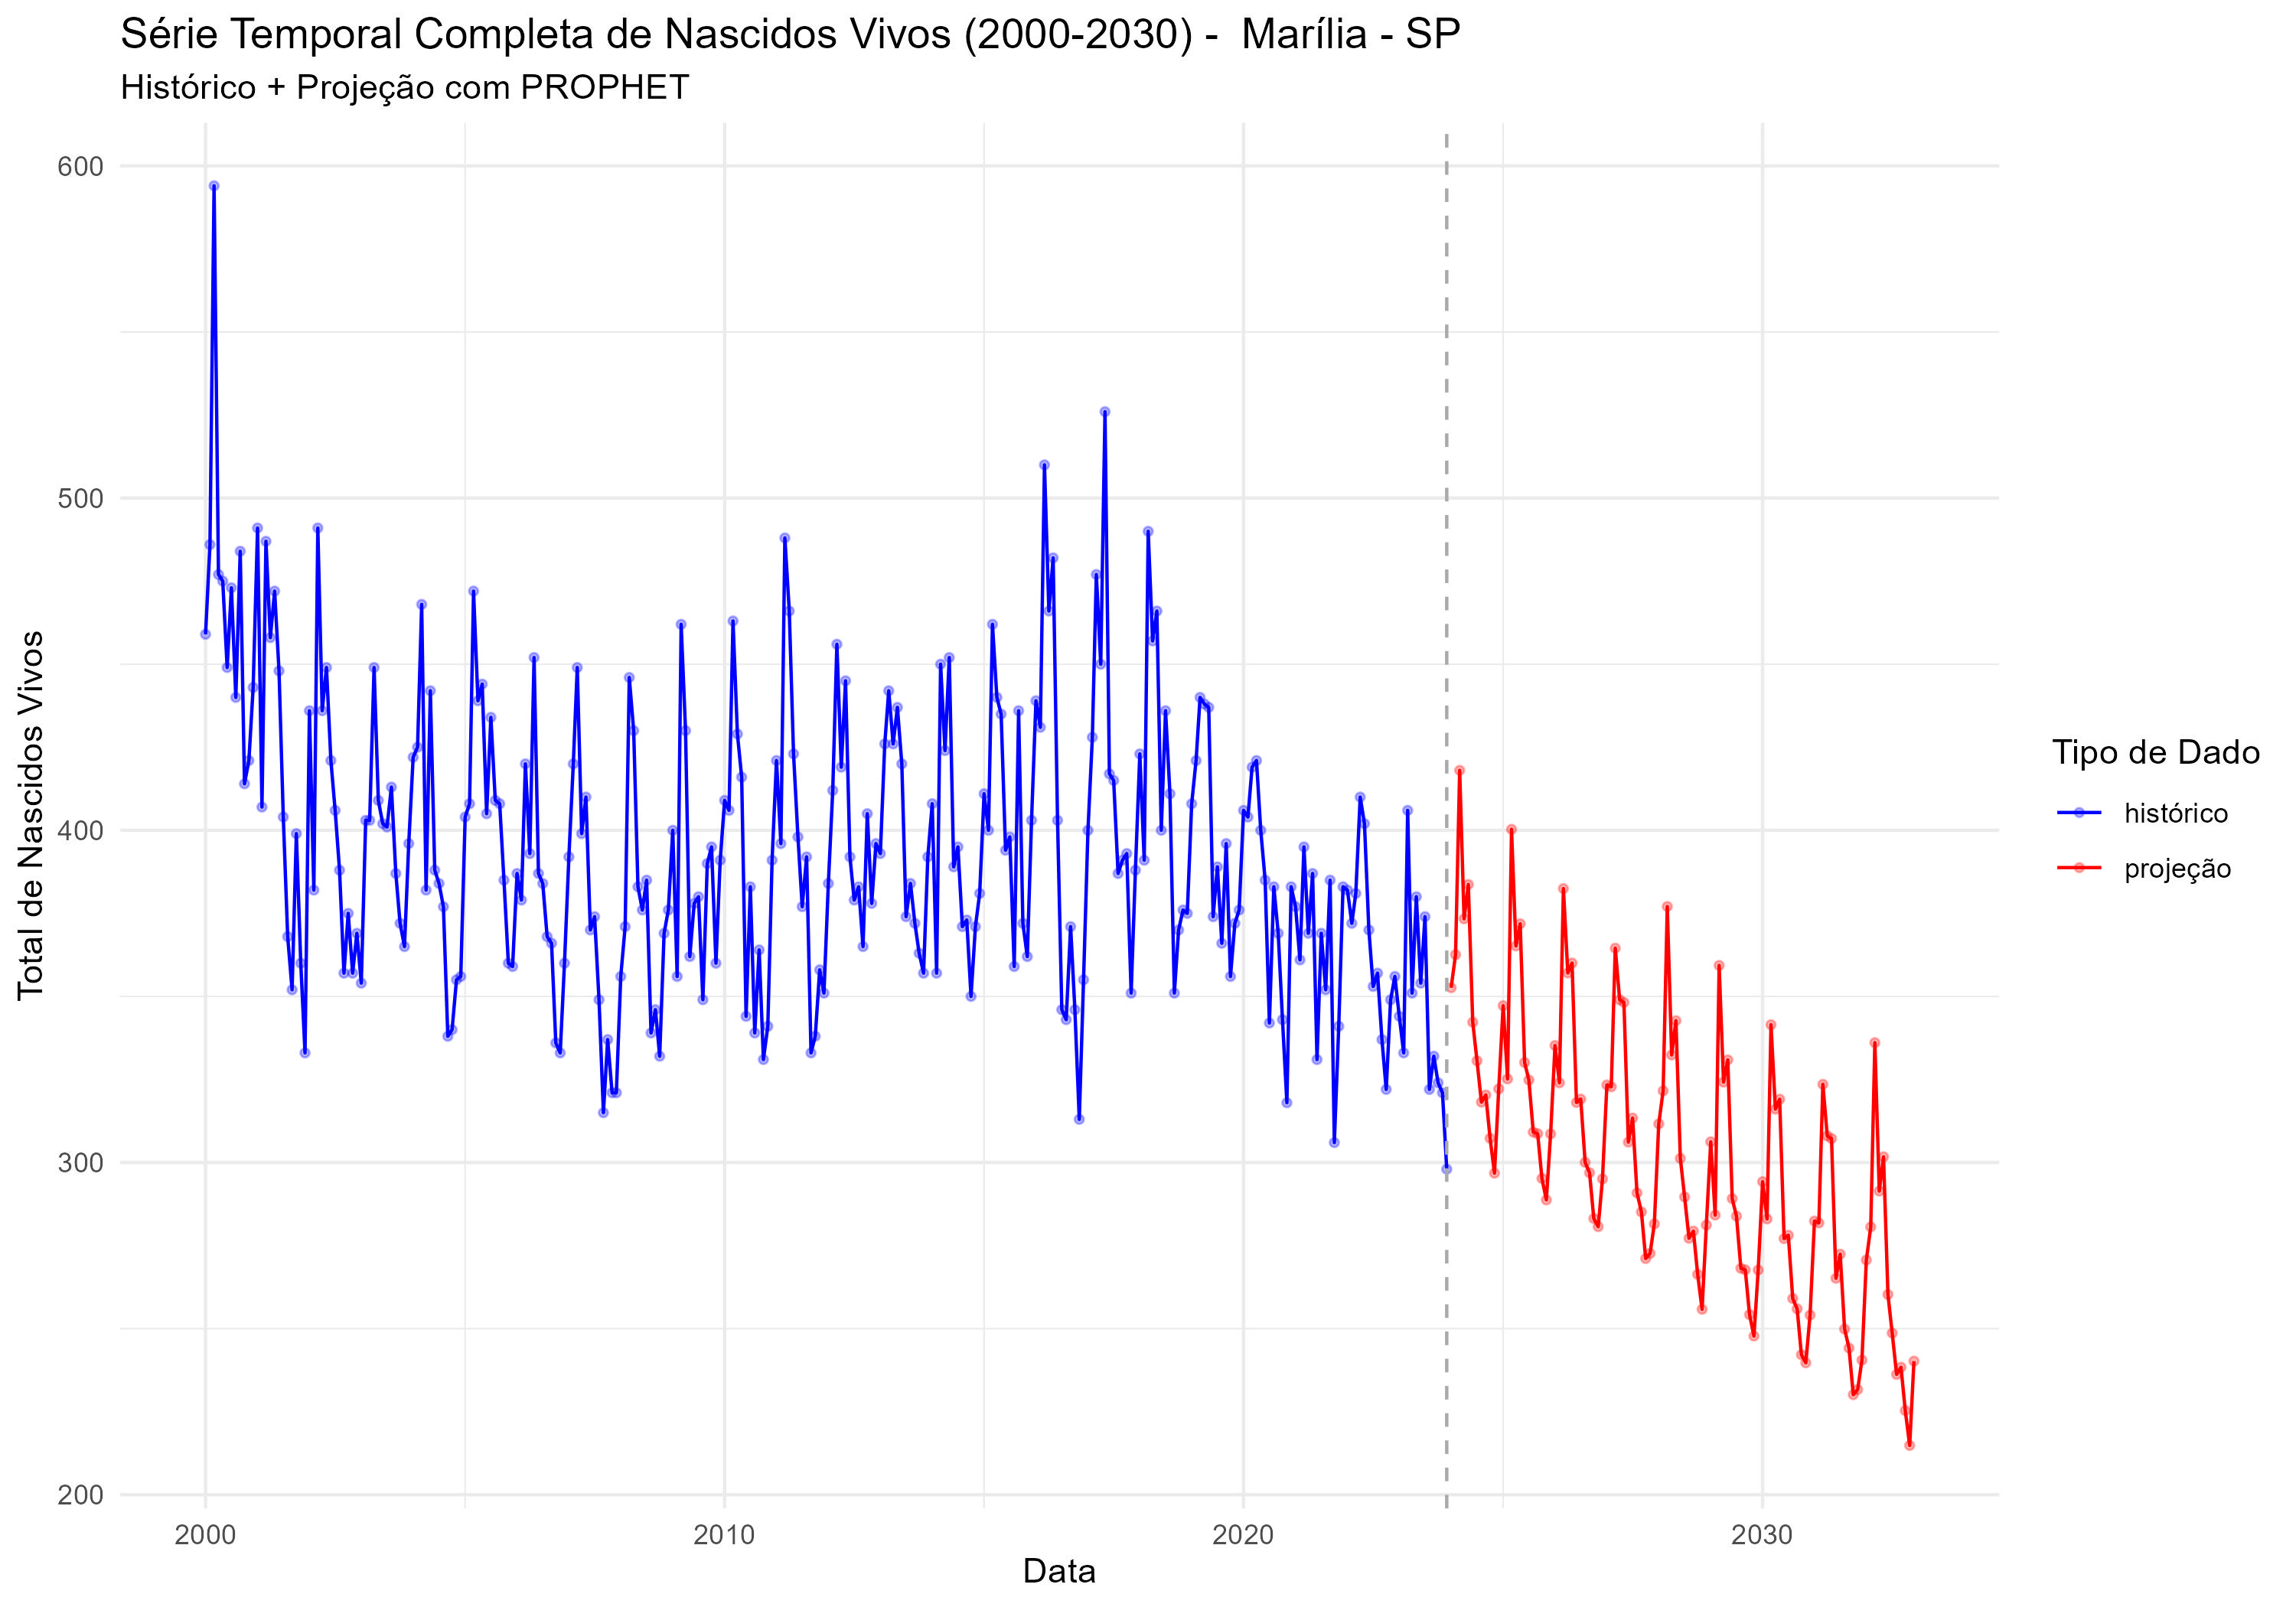 Série Temporal Completa de Nascidos Vivos (2000-2030) -  Marília - SP
Histórico + Projeção com PROPHET
600
500
400
300
200
Total de Nascidos Vivos
2000
2010
2020
2030
Data
Tipo de Dado
histórico
projeção